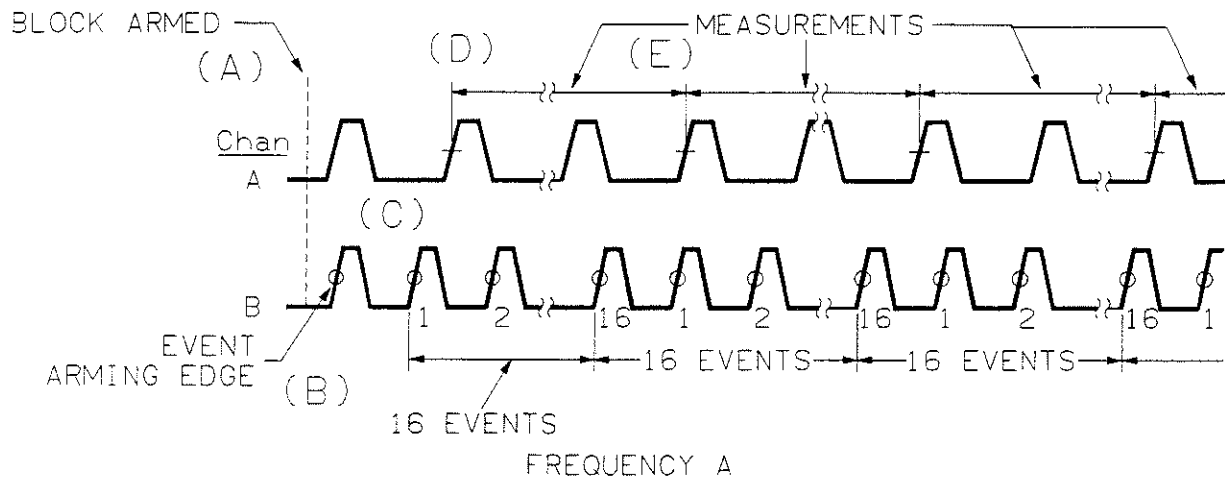 BLOCK ARMED
(A)
(D)
MEASUREMENTS
(E)
Chan
A
(C)
B
1 2 16 1 2 16 1 2 16 1
EVENT
ARMING EDGE
(B)
16 EVENTS
16 EVENTS
16 EVENTS
FREQUENCY A